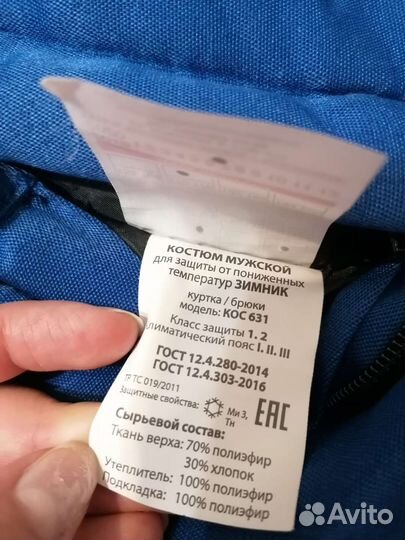 КОСТЮМ МУЖСКОЙ
для защиты от пониженных
температур ЗИМНИК
куртка / брюки
модель: КОС 631
Класс защиты 1. 2
климатический пояс I. II. III
ГОСТ 12.4.280-2014
ГОСТ 12.4.303-2016
ТР ТС 019/2011
Защитные свойства: Ми 3,
Тн
EAC
Сырьевой состав:
Ткань верха: 70% полиэфир
30% хлопок
Утеплитель: 100% полиэфир
Подкладка: 100% полиэфир
Avito